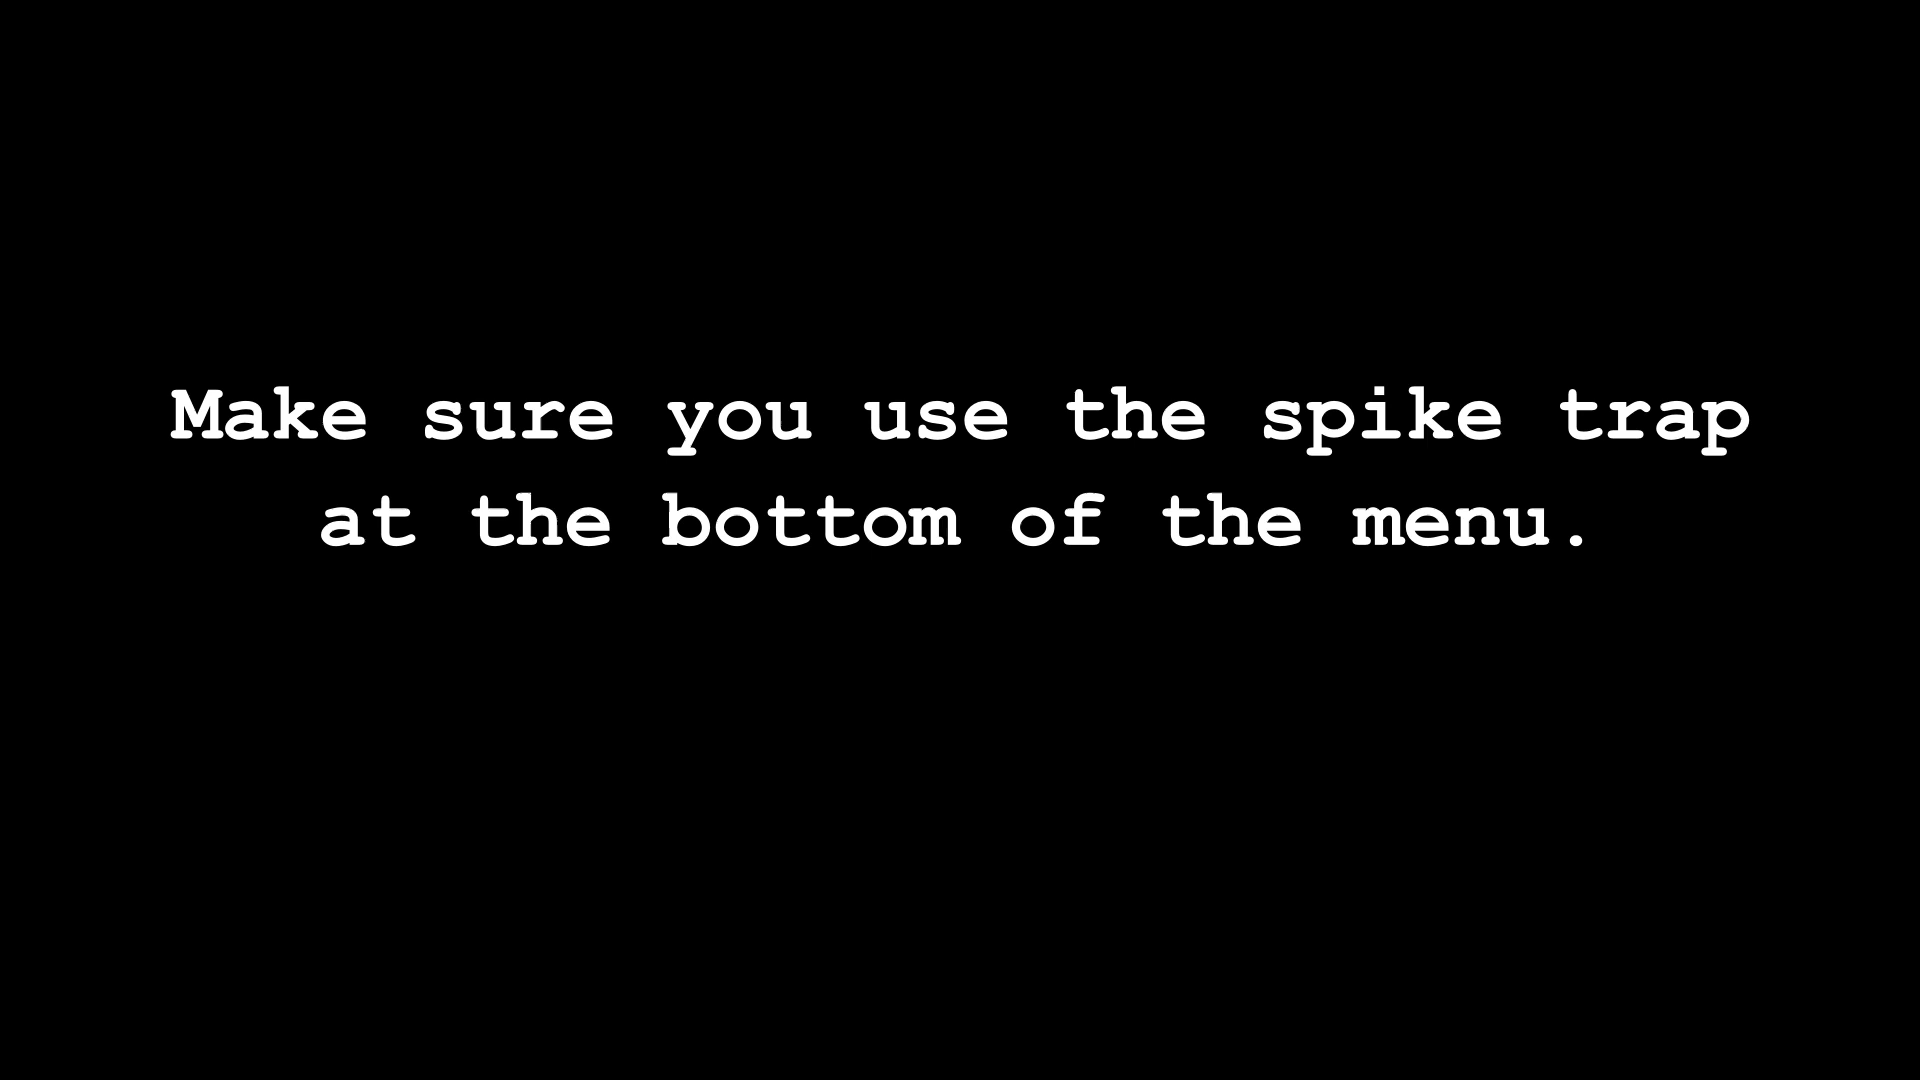 Make sure you use the spike trap
at the bottom of the menu.